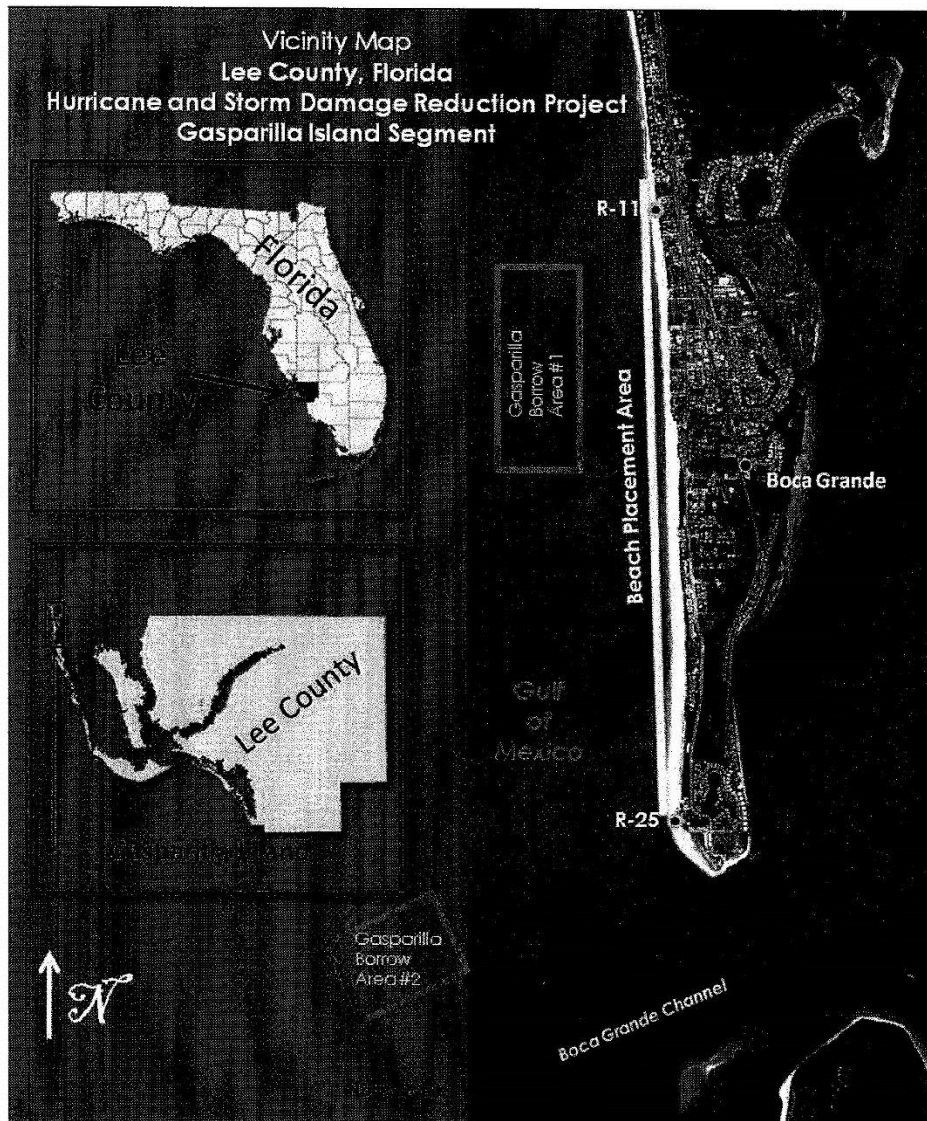 Vicinity Map
Lee County, Florida
Hurricane and Storm Damage Reduction Project
Gasparilla Island Segment
Florida
Lee
County
R-11
Gasparilla
Borrow
Area #1
Beach Placement Area
Boca Grande
Lee County
Gasparilla Island
Gulf
of
Mexico
R-25
Gasparilla
Borrow
Area #2
N
Boca Grande Channel